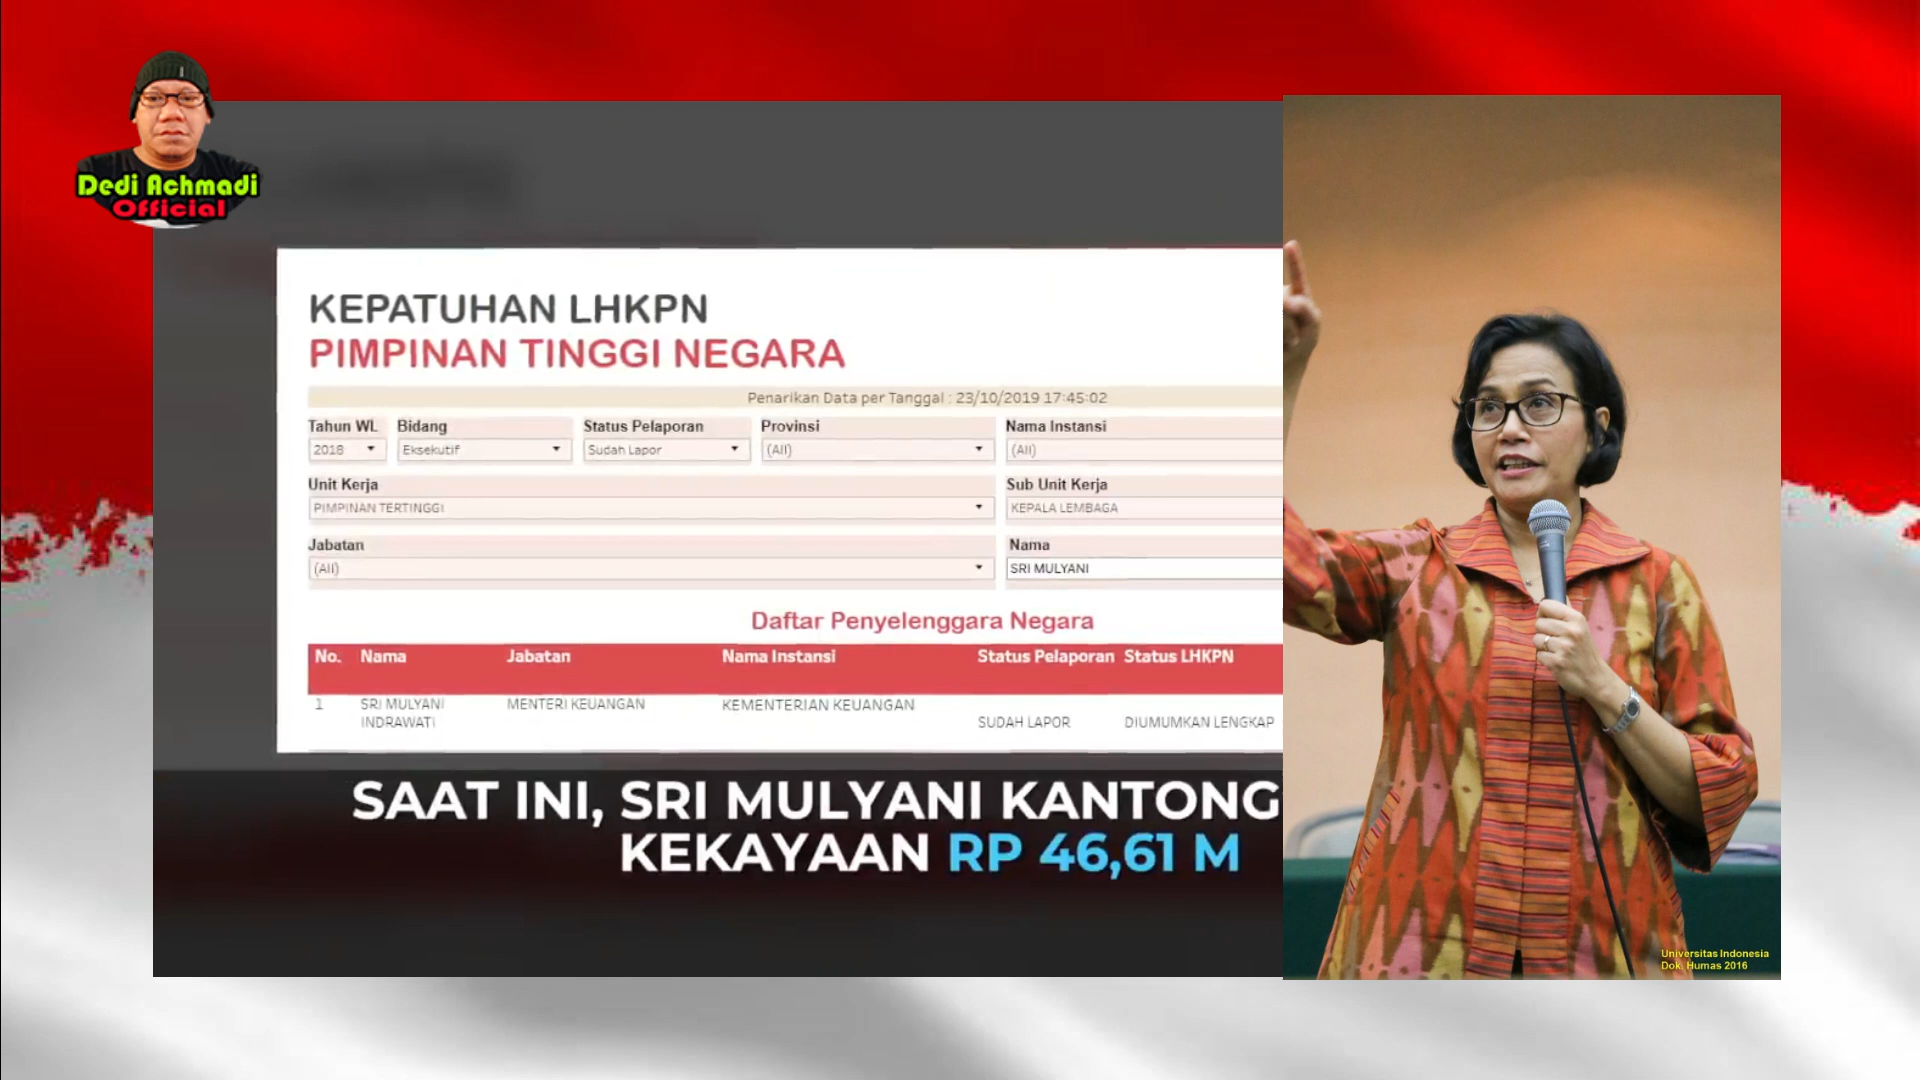 Dedi Achmadi
Official
KEPATUHAN LHKPN
PIMPINAN TINGGI NEGARA
Penarikan Data per Tanggal : 23/10/2019 17:45:02
Tahun WL Bidang Status Pelaporan Provinsi Nama Instansi
2018 Eksekutif Sudah Lapor (All) (All)
Unit Kerja Sub Unit Kerja
PIMPINAN TERTINGGI KEPALA LEMBAGA
Jabatan Nama
(All) SRI MULYANI
Daftar Penyelenggara Negara
No. Nama Jabatan Nama Instansi Status Pelaporan Status LHKPN
1 SRI MULYANI MENTERI KEUANGAN KEMENTERIAN KEUANGAN
INDRAWATI SUDAH LAPOR DIUMUMKAN LENGKAP
SAAT INI, SRI MULYANI KANTONG
KEKAYAAN RP 46,61 M
Universitas Indonesia
Dok. Humas 2016